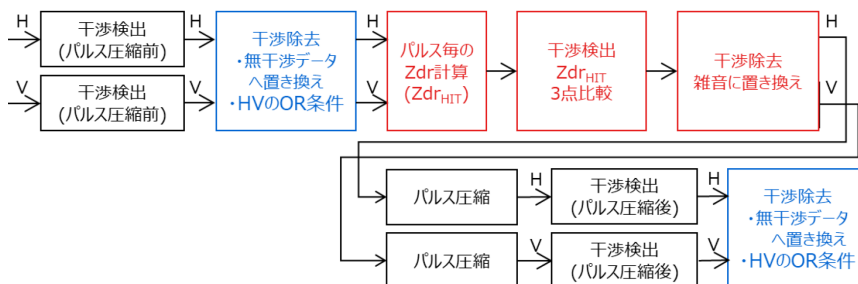 H
干渉検出
(パルス圧縮前)
H
V
干渉検出
(パルス圧縮前)
V
干渉除去
・無干渉データ
へ置き換え
・HVのOR条件
H
V
パルス毎の
Zdr計算
(ZdrHIT)
干渉検出
ZdrHIT
3点比較
干渉除去
雑音に置き換え
H
V
パルス圧縮
H
干渉検出
(パルス圧縮後)
H
パルス圧縮
V
干渉検出
(パルス圧縮後)
V
干渉除去
・無干渉データ
へ置き換え
・HVのOR条件